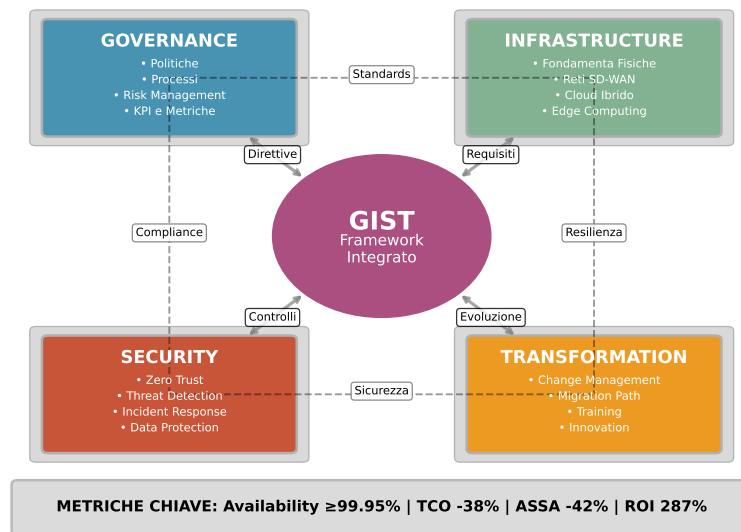 GOVERNANCE
• Politiche
• Processi
• Risk Management
• KPI e Metriche
INFRASTRUCTURE
• Fondamenta Fisiche
• Reti SD-WAN
• Cloud Ibrido
• Edge Computing
Standards
Direttive
Requisiti
GIST
Framework
Integrato
Compliance
Resilienza
Controlli
Evoluzione
SECURITY
• Zero Trust
• Threat Detection
• Incident Response
• Data Protection
Sicurezza
TRANSFORMATION
• Change Management
• Migration Path
• Training
• Innovation
METRICHE CHIAVE: Availability ≥99.95% | TCO -38% | ASSA -42% | ROI 287%